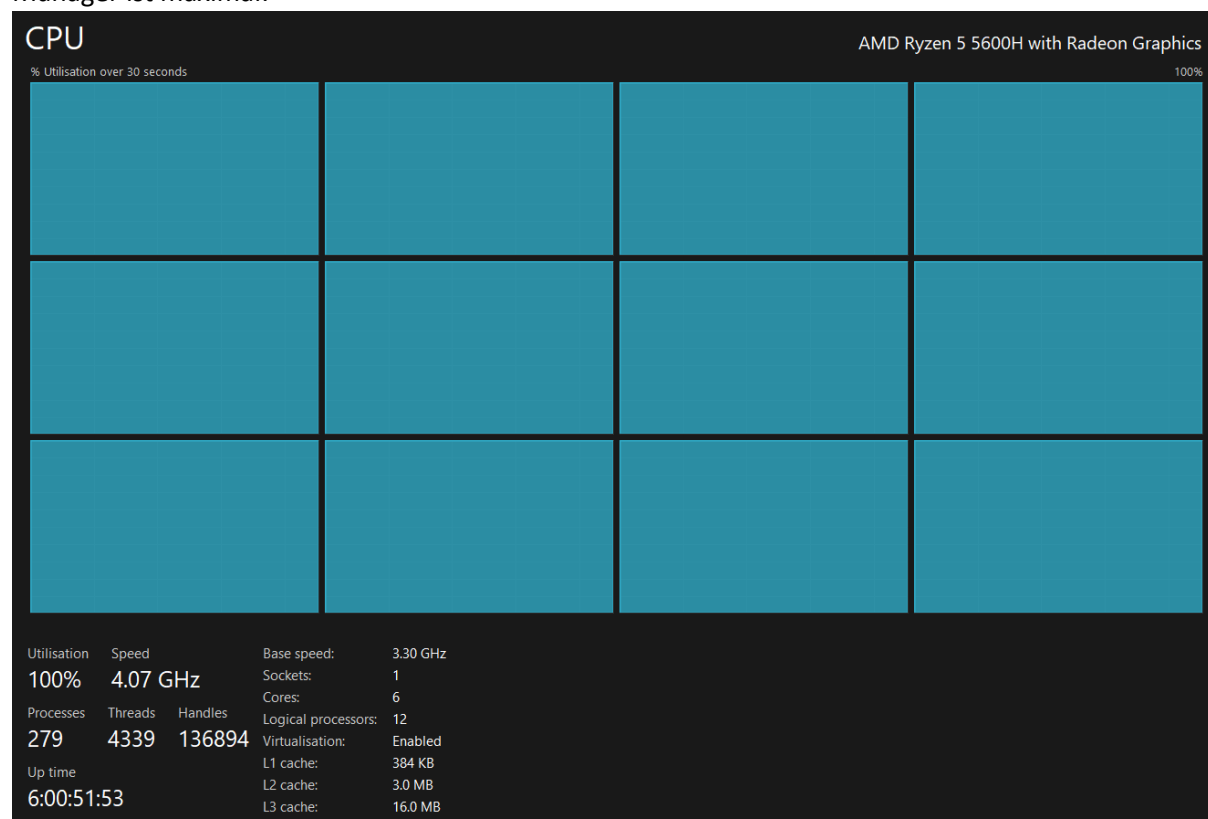 CPU
AMD Ryzen 5 5600H with Radeon Graphics
% Utilisation over 30 seconds
100%
Utilisation Speed
100% 4.07 GHz
Processes Threads Handles
279 4339 136894
Up time
6:00:51:53
Base speed: 3.30 GHz
Sockets: 1
Cores: 6
Logical processors: 12
Virtualisation: Enabled
L1 cache: 384 KB
L2 cache: 3.0 MB
L3 cache: 16.0 MB